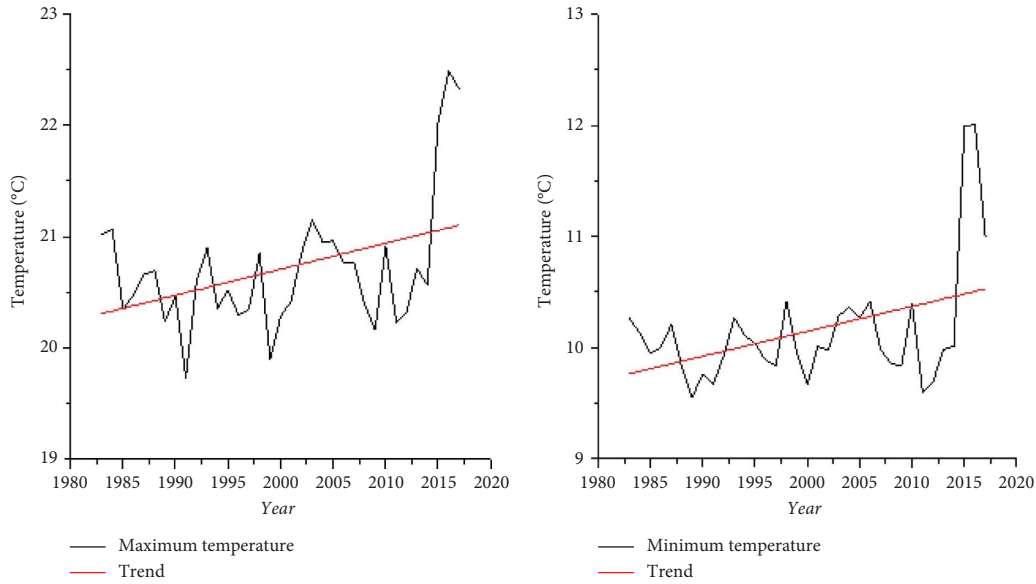 23
22
21
20
19
Temperature (°C)
1980 1985 1990 1995 2000 2005 2010 2015 2020
Year
Maximum temperature
Trend
13
12
11
10
9
Temperature (°C)
1980 1985 1990 1995 2000 2005 2010 2015 2020
Year
Minimum temperature
Trend